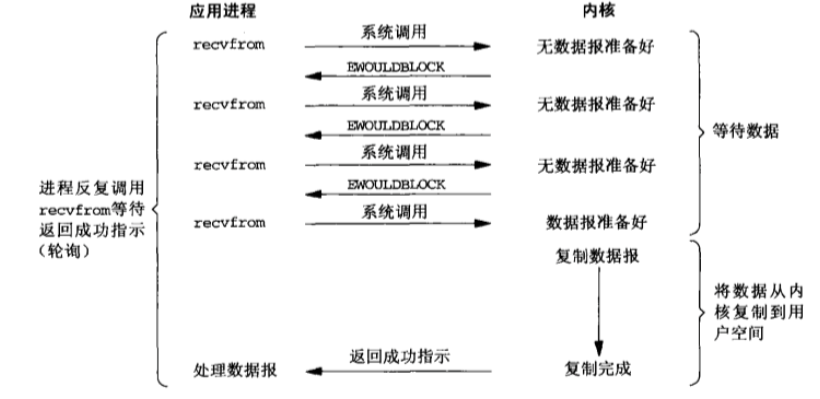 应用进程 内核
recvfrom 系统调用 无数据报准备好
EWOULDBLOCK
recvfrom 系统调用 无数据报准备好
EWOULDBLOCK
recvfrom 系统调用 无数据报准备好
EWOULDBLOCK
recvfrom 系统调用 数据报准备好
等待数据
进程反复调用
recvfrom等待
返回成功指示
（轮询）
复制数据报
将数据从内
核复制到用
户空间
处理数据报 返回成功指示 复制完成